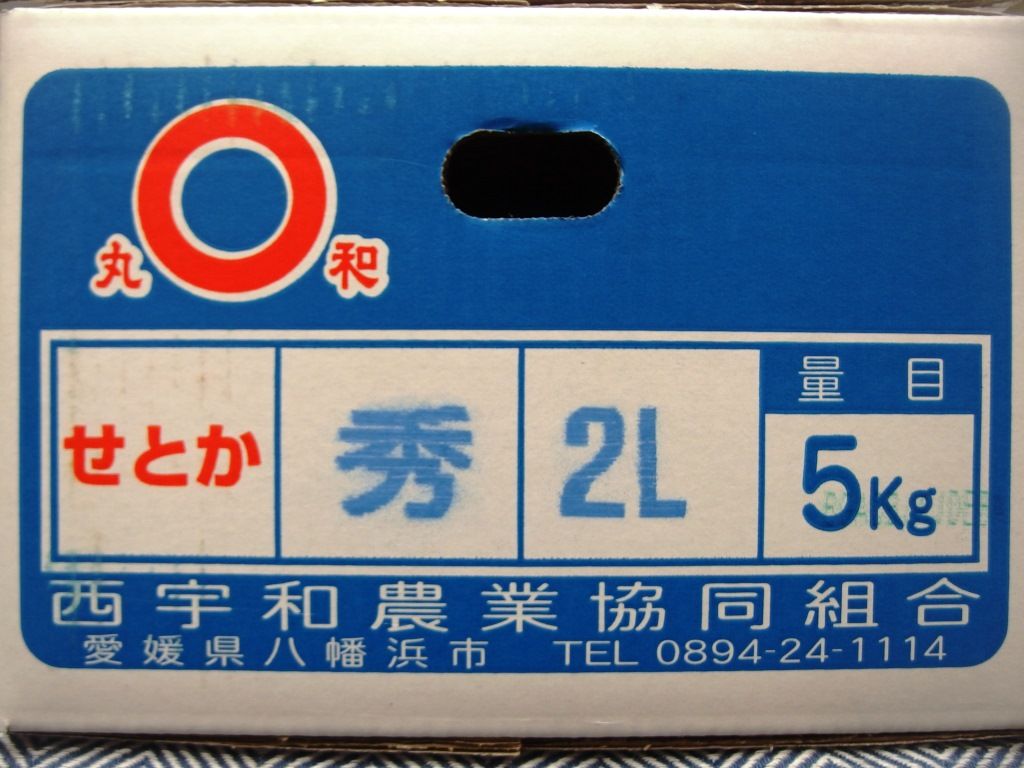 丸 和
量目
せとか 秀 2L 5Kg
西宇和農業協同組合
愛媛県八幡浜市 TEL 0894-24-1114